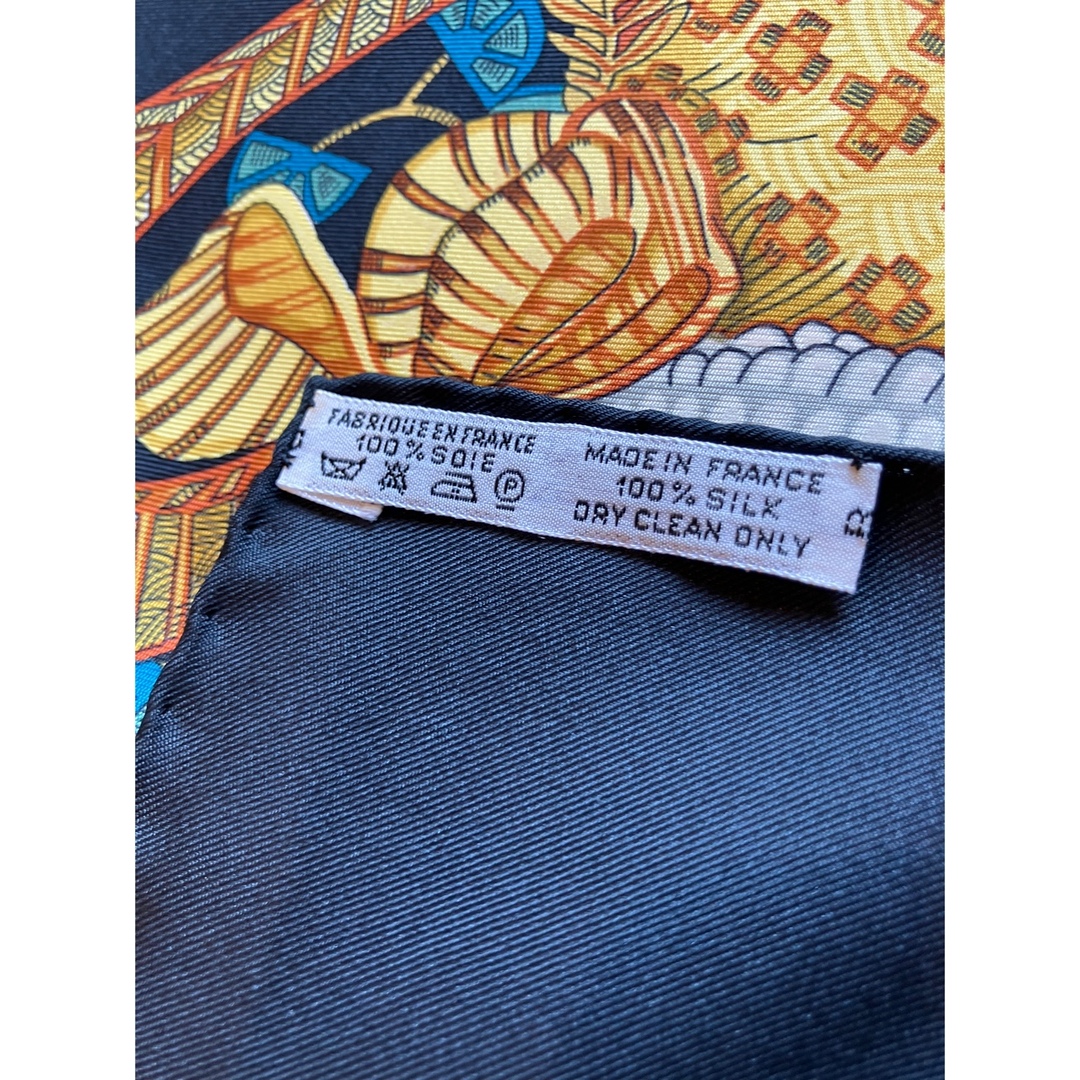 FABRIQUE EN FRANCE
100% SOIE
P
MADE IN FRANCE
100% SILK
DRY CLEAN ONLY
R